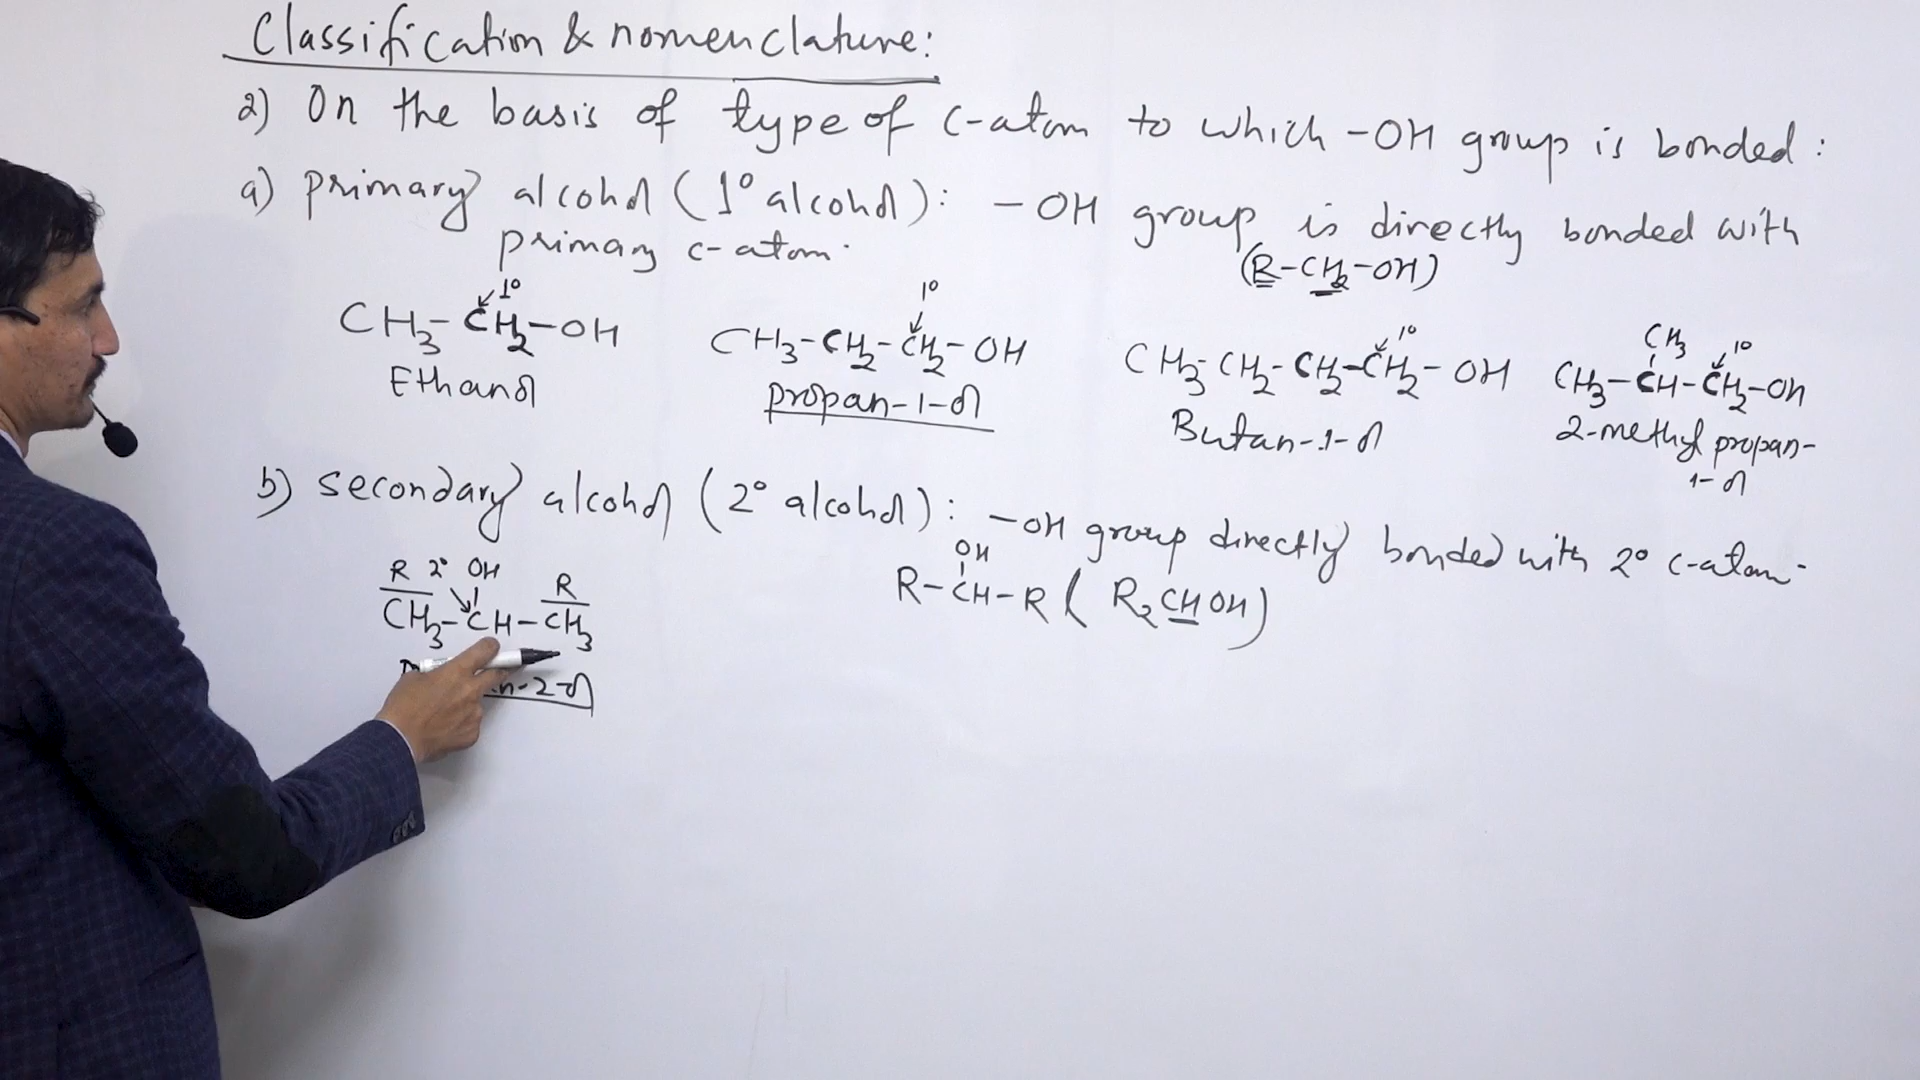 Classification & nomenclature:
2) On the basis of type of C-atom to which -OH group is bonded:
a) primary alcohol (1° alcohol): -OH group is directly bonded with
primary c-atom.
(R-CH2-OH)
1°
CH3-CH2-OH
Ethanol
1°
CH3-CH2-CH2-OH
propan-1-ol
1°
CH3-CH2-CH2-CH2-OH
Butan-1-ol
CH3 1°
CH3-CH-CH2-OH
2-methyl propan-
1-ol
b) secondary alcohol (2° alcohol): -OH group directly bonded with 2° c-atom.
R 2° OH R
CH3-CH-CH3
n-2-ol
OH
R-CH-R (R2CHOH)